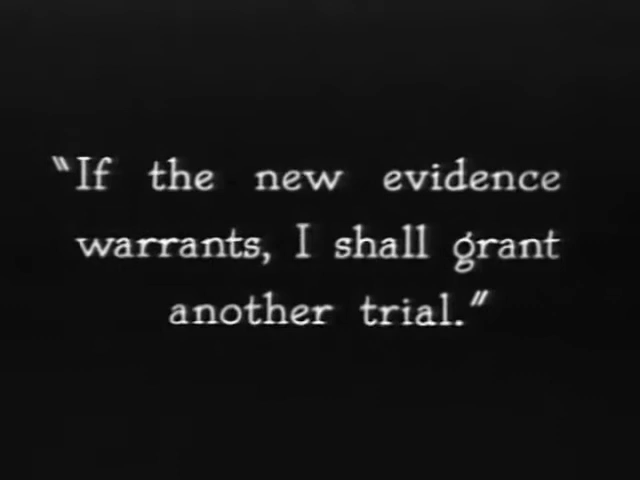 "If the new evidence
warrants, I shall grant
another trial."